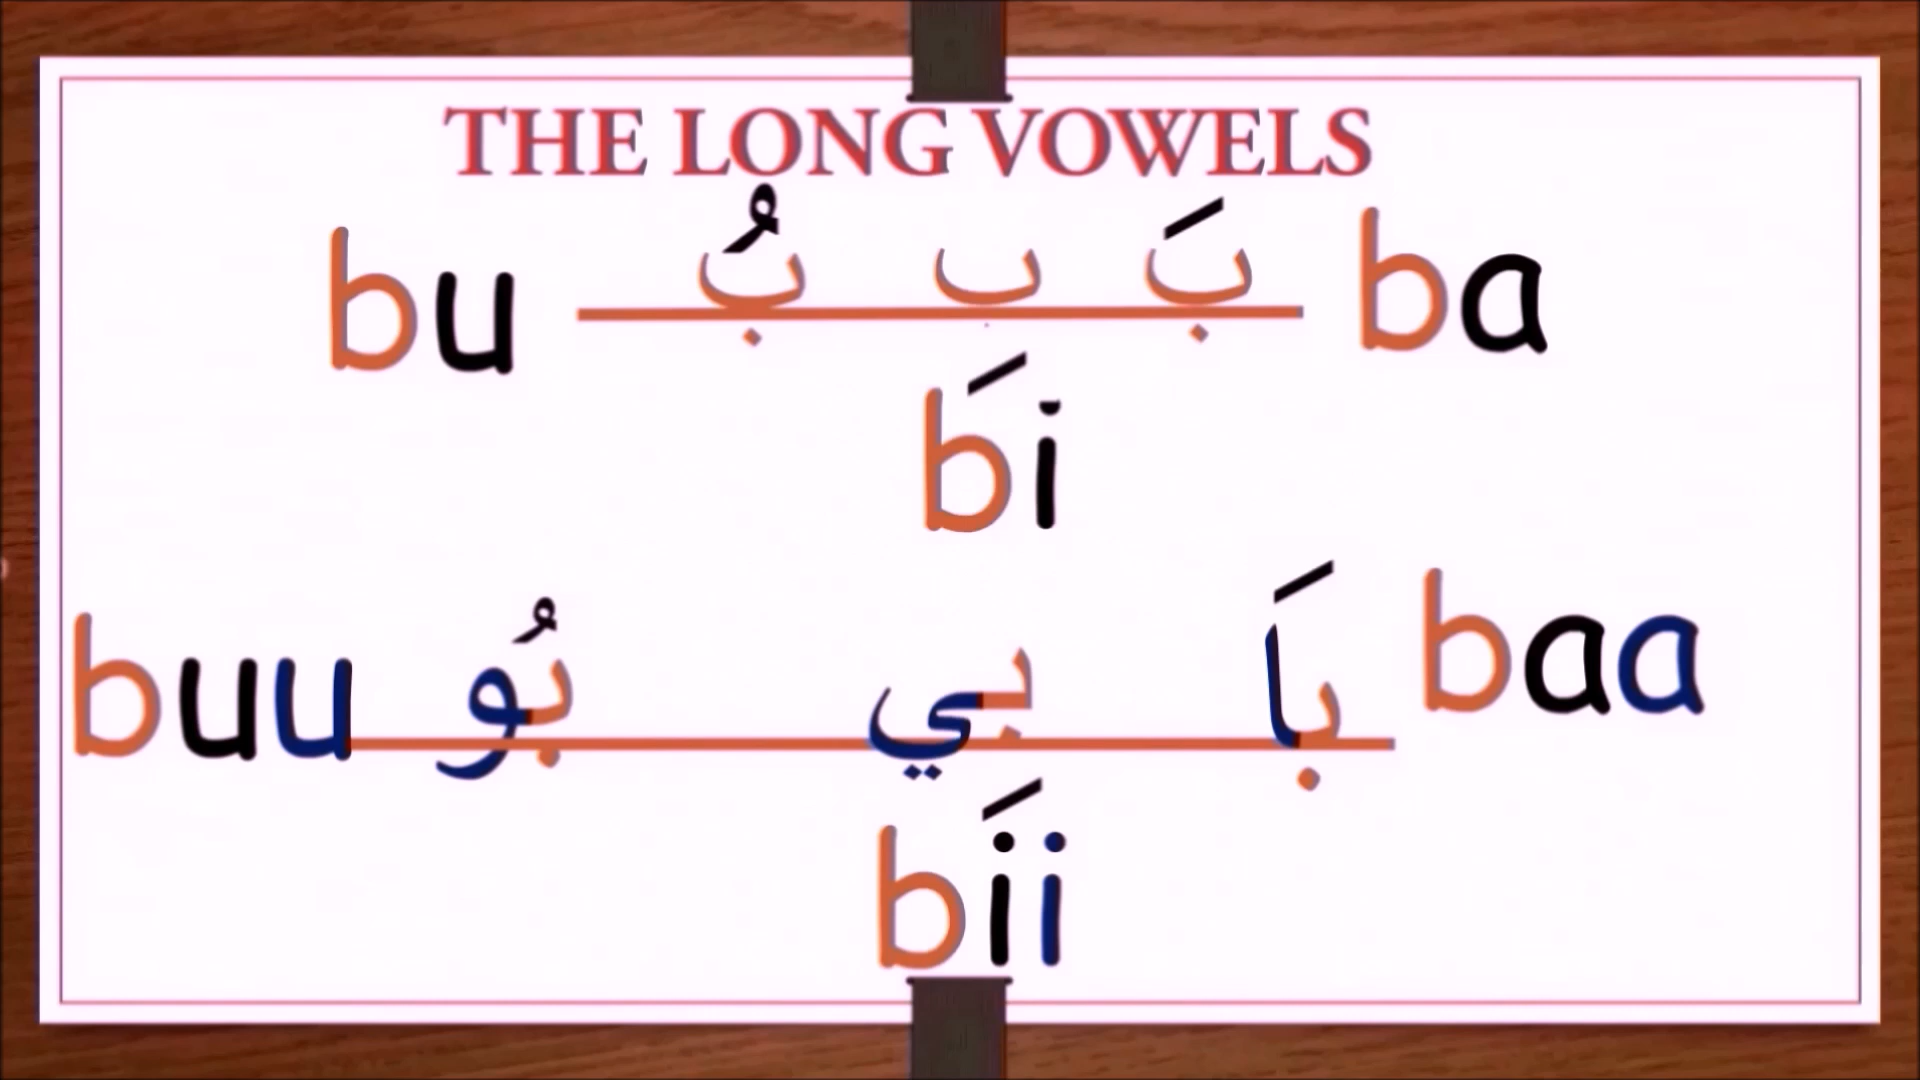 THE LONG VOWELS
ba بَ بِ بُ bu
bi
baa بَا بِي بُو buu
bii